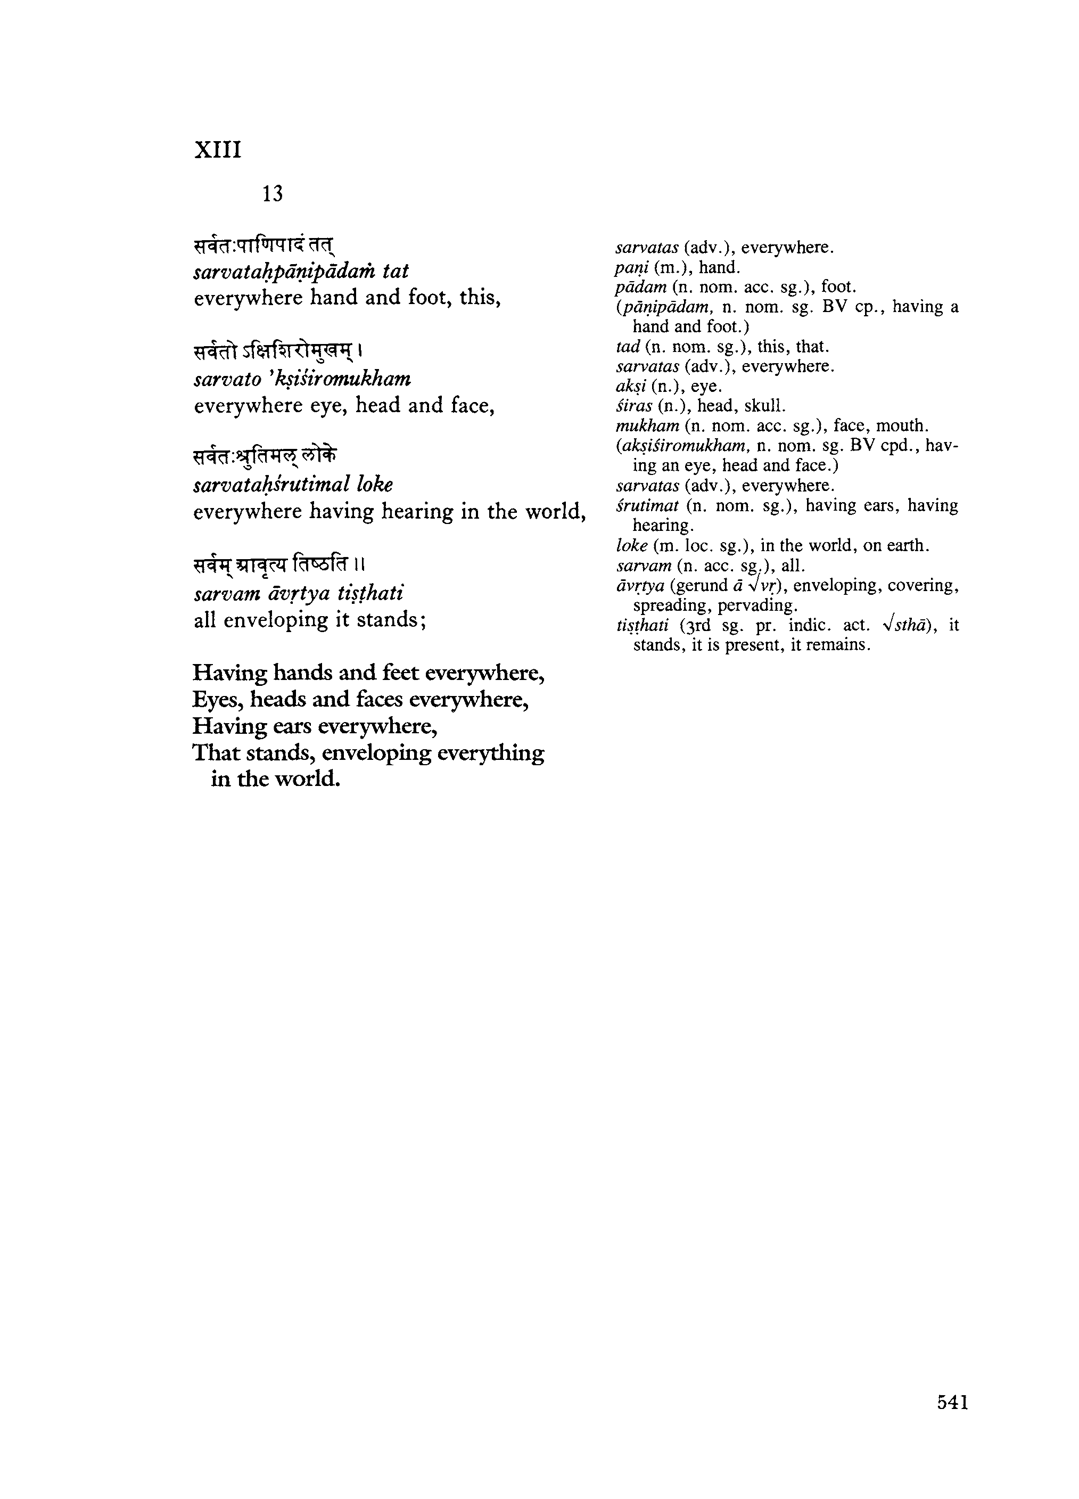 XIII
13
सर्वतःपाणिपादं तत्
sarvataḥpāṇipādaṁ tat
everywhere hand and foot, this,
सर्वतो ऽक्षिशिरोमुखम् ।
sarvato ’kṣiśiromukham
everywhere eye, head and face,
सर्वतःश्रुतिमल् लोके
sarvataḥśrutimal loke
everywhere having hearing in the world,
सर्वम् आवृत्य तिष्ठति ॥
sarvam āvṛtya tiṣṭhati
all enveloping it stands;
Having hands and feet everywhere,
Eyes, heads and faces everywhere,
Having ears everywhere,
That stands, enveloping everything
in the world.
sarvatas (adv.), everywhere.
paṇi (m.), hand.
pādam (n. nom. acc. sg.), foot.
(pāṇipādam, n. nom. sg. BV cp., having a
hand and foot.)
tad (n. nom. sg.), this, that.
sarvatas (adv.), everywhere.
akṣi (n.), eye.
śiras (n.), head, skull.
mukham (n. nom. acc. sg.), face, mouth.
(akṣiśiromukham, n. nom. sg. BV cpd., hav-
ing an eye, head and face.)
sarvatas (adv.), everywhere.
śrutimat (n. nom. sg.), having ears, having
hearing.
loke (m. loc. sg.), in the world, on earth.
sarvam (n. acc. sg.), all.
āvṛtya (gerund ā √vṛ), enveloping, covering,
spreading, pervading.
tiṣṭhati (3rd sg. pr. indic. act. √sthā), it
stands, it is present, it remains.
541